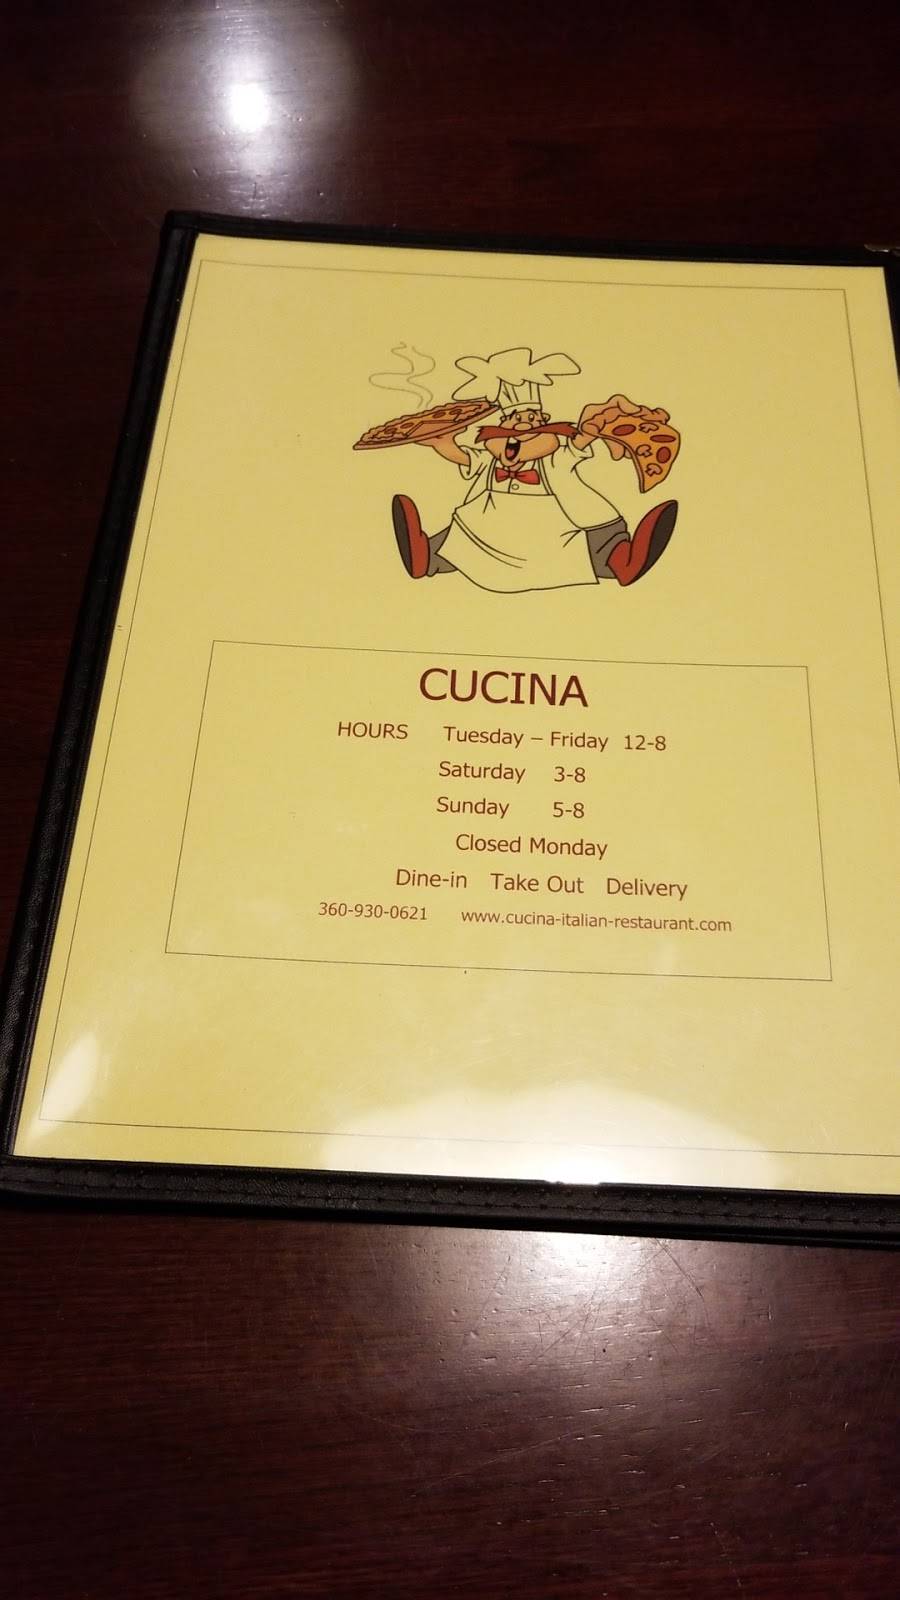 CUCINA
HOURS Tuesday – Friday 12-8
Saturday 3-8
Sunday 5-8
Closed Monday
Dine-in Take Out Delivery
360-930-0621 www.cucina-italian-restaurant.com